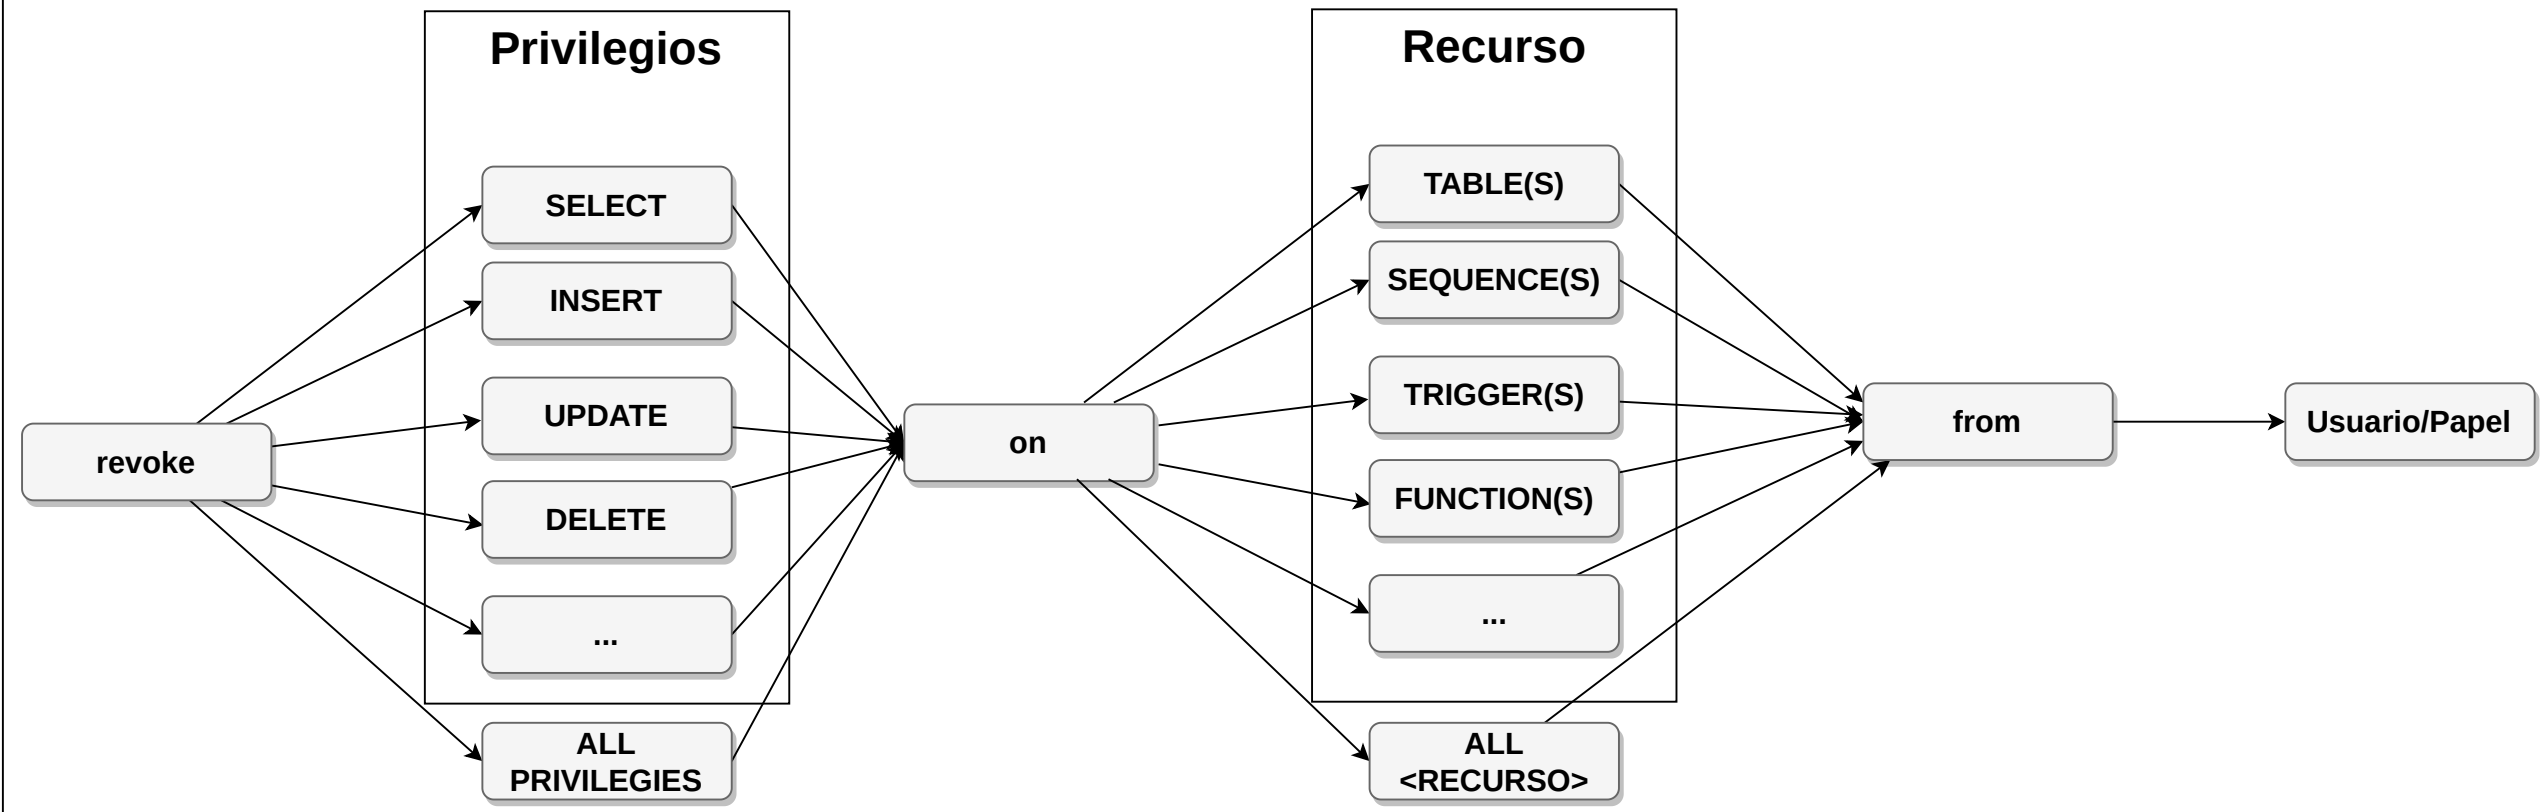 Privilegios
Recurso
revoke
SELECT
INSERT
UPDATE
DELETE
...
ALL
PRIVILEGIES
on
TABLE(S)
SEQUENCE(S)
TRIGGER(S)
FUNCTION(S)
...
ALL
<RECURSO>
from
Usuario/Papel